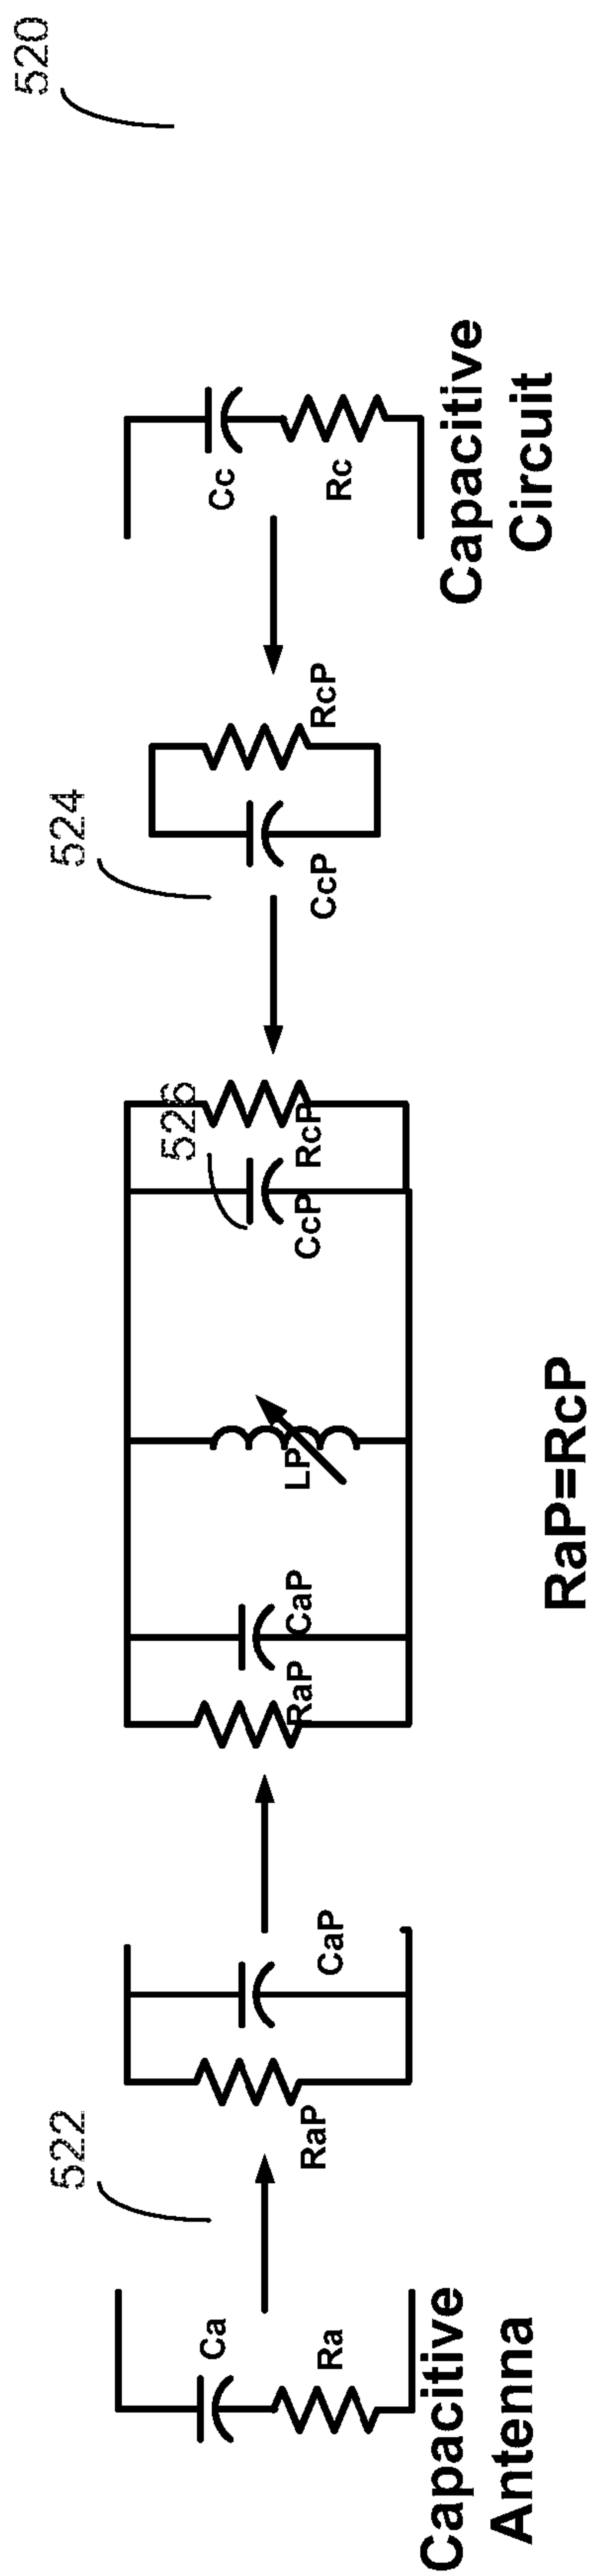 520
522
524
526
Ca
Cc
RaP
CaP
LP
CcP
RcP
RaP
CaP
CcP
RcP
Ra
Rc
Capacitive
Antenna
Capacitive
Circuit
RaP=RcP